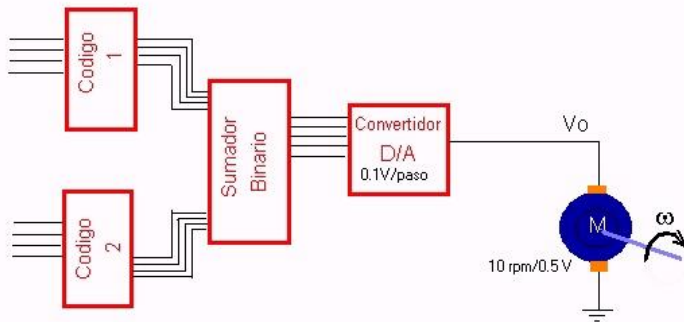 Codigo
1
Sumador
Binario
Convertidor
D/A
0.1V/paso
Vo
Codigo
2
M
ω
10 rpm/0.5 V